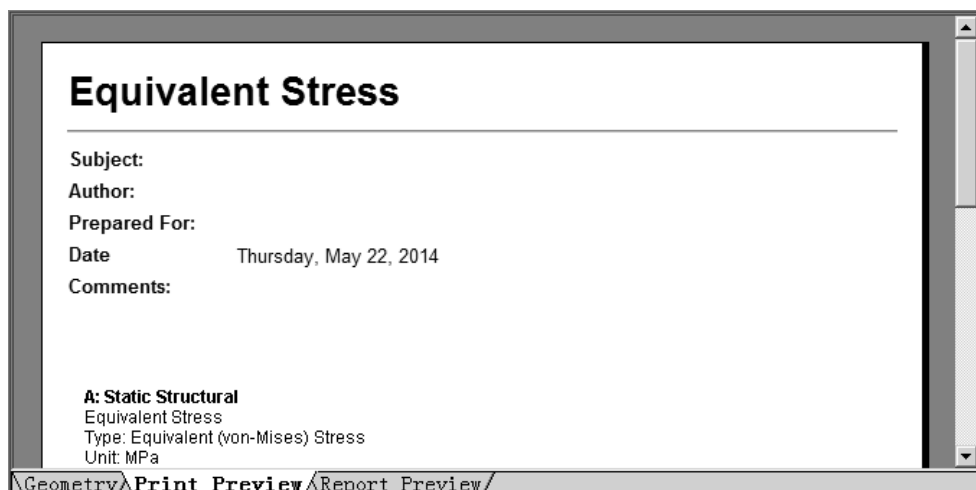 Equivalent Stress
Subject:
Author:
Prepared For:
Date Thursday, May 22, 2014
Comments:
A: Static Structural
Equivalent Stress
Type: Equivalent (von-Mises) Stress
Unit: MPa
Geometry Print Preview Report Preview